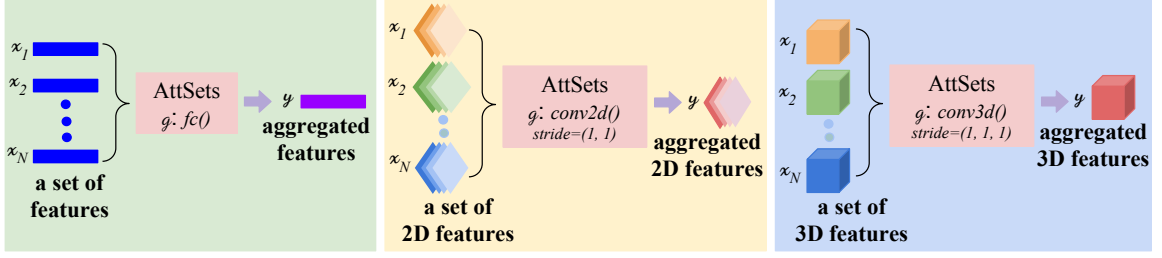 x1
x2
xN
a set of
features
AttSets
g: fc()
y
aggregated
features
x1
x2
xN
a set of
2D features
AttSets
g: conv2d()
stride=(1, 1)
y
aggregated
2D features
x1
x2
xN
a set of
3D features
AttSets
g: conv3d()
stride=(1, 1, 1)
y
aggregated
3D features